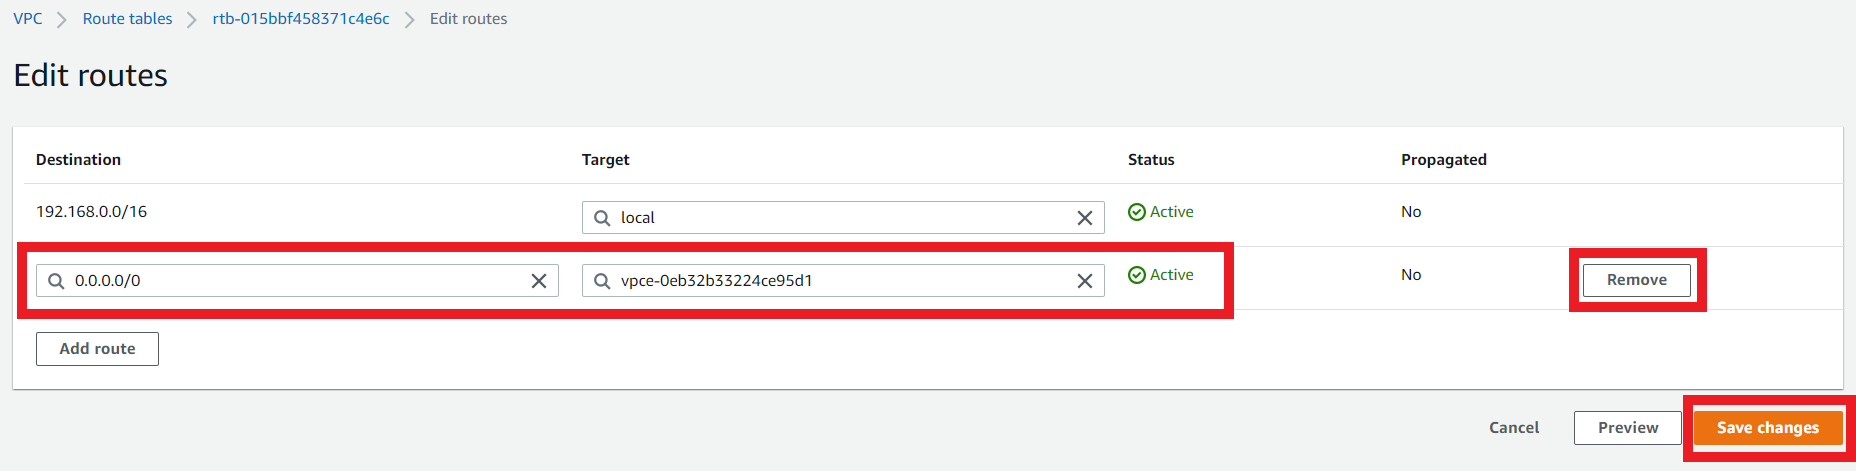 VPC > Route tables > rtb-015bbf458371c4e6c > Edit routes
Edit routes
Destination Target Status Propagated
192.168.0.0/16 local Active No
0.0.0.0/0 vpce-0eb32b33224ce95d1 Active No Remove
Add route
Cancel Preview Save changes